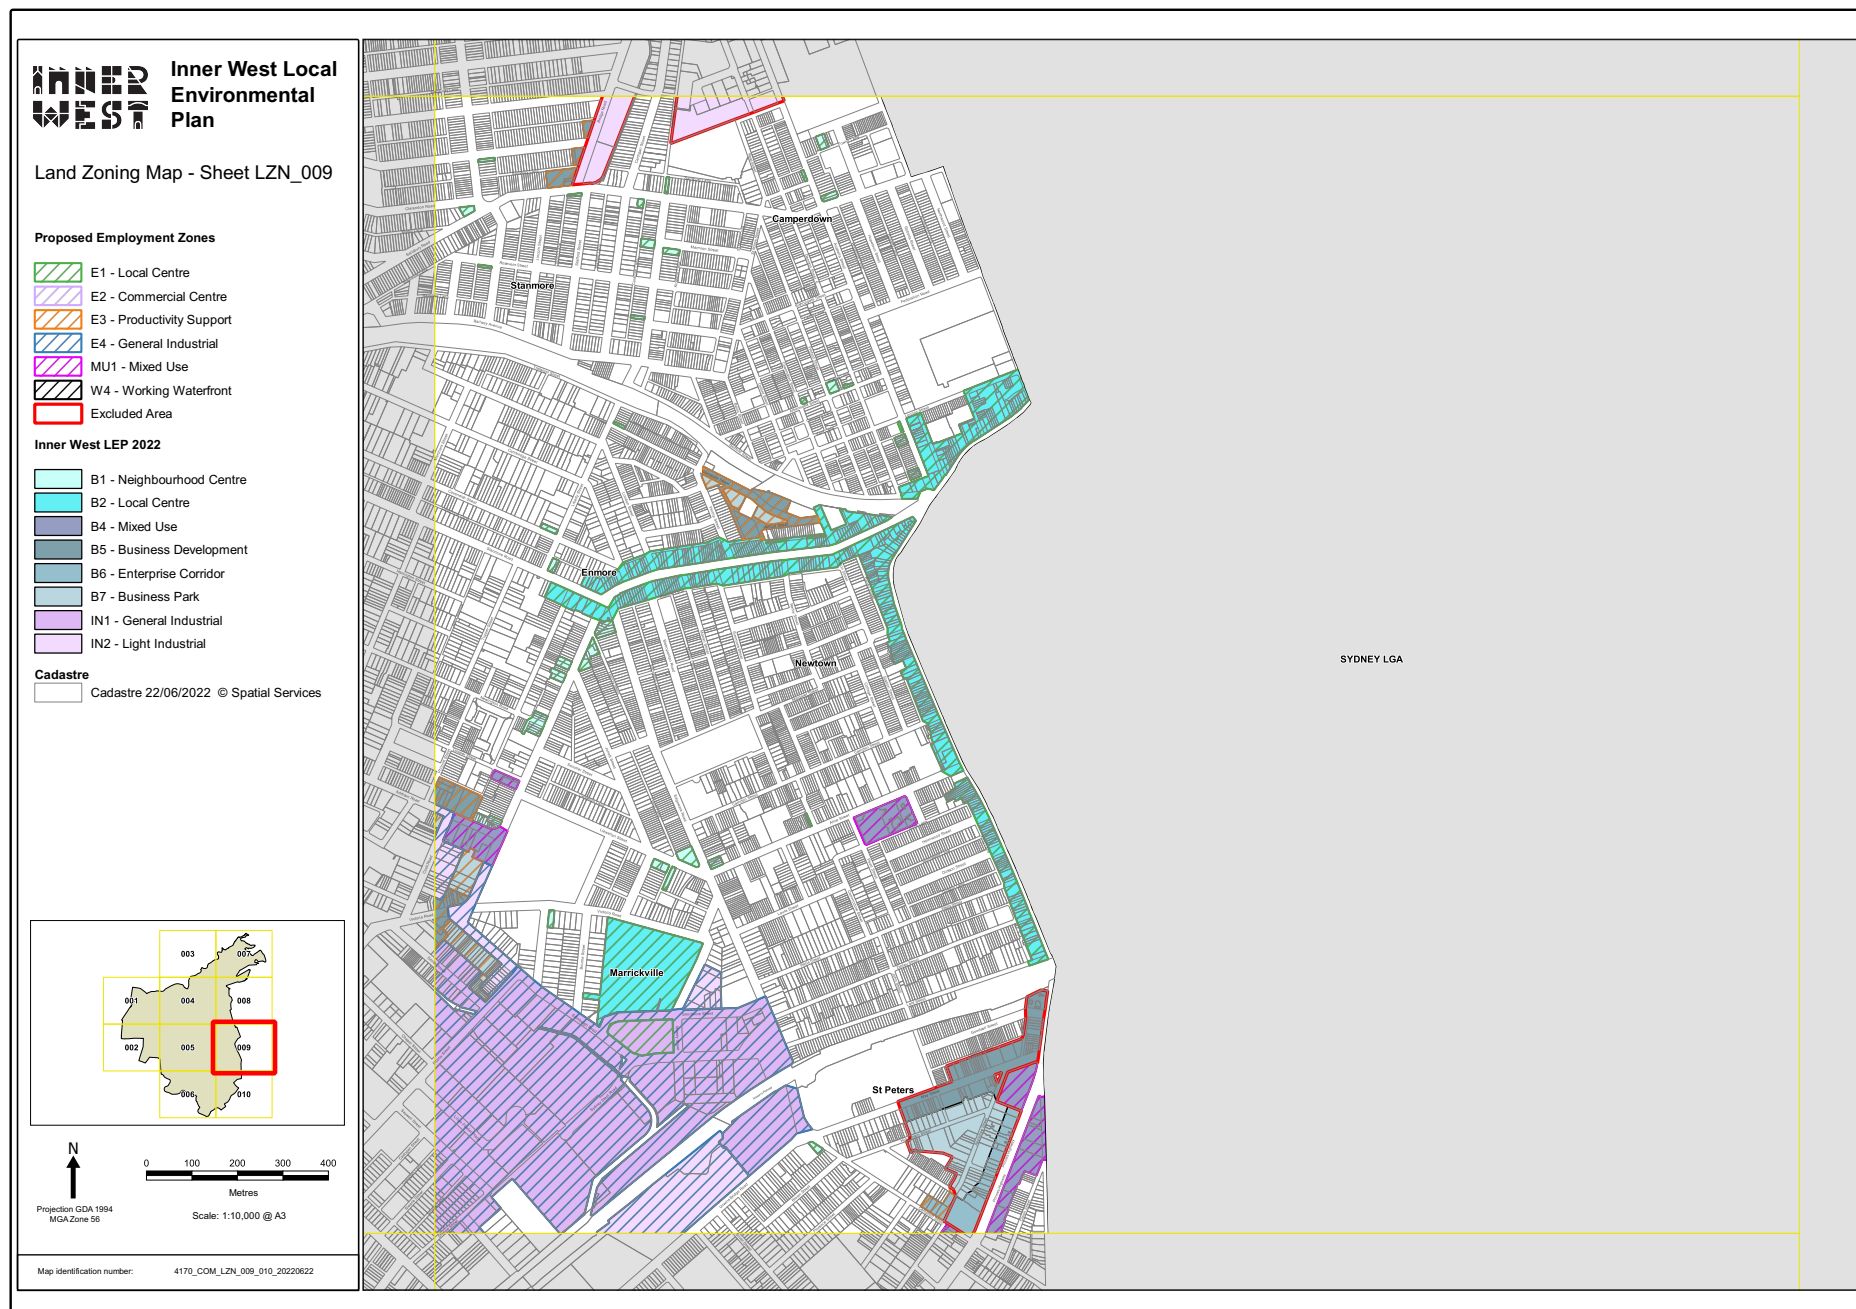 INNER
WEST
Inner West Local
Environmental
Plan
Land Zoning Map - Sheet LZN_009
Proposed Employment Zones
E1 - Local Centre
E2 - Commercial Centre
E3 - Productivity Support
E4 - General Industrial
MU1 - Mixed Use
W4 - Working Waterfront
Excluded Area
Inner West LEP 2022
B1 - Neighbourhood Centre
B2 - Local Centre
B4 - Mixed Use
B5 - Business Development
B6 - Enterprise Corridor
B7 - Business Park
IN1 - General Industrial
IN2 - Light Industrial
Cadastre
Cadastre 22/06/2022 © Spatial Services
003
007
001
004
008
002
005
009
006
010
N
Projection GDA 1994
MGA Zone 56
0 100 200 300 400
Metres
Scale: 1:10,000 @ A3
Map identification number: 4170_COM_LZN_009_010_20220622
Camperdown
Stanmore
Enmore
Newtown
SYDNEY LGA
Marrickville
St Peters